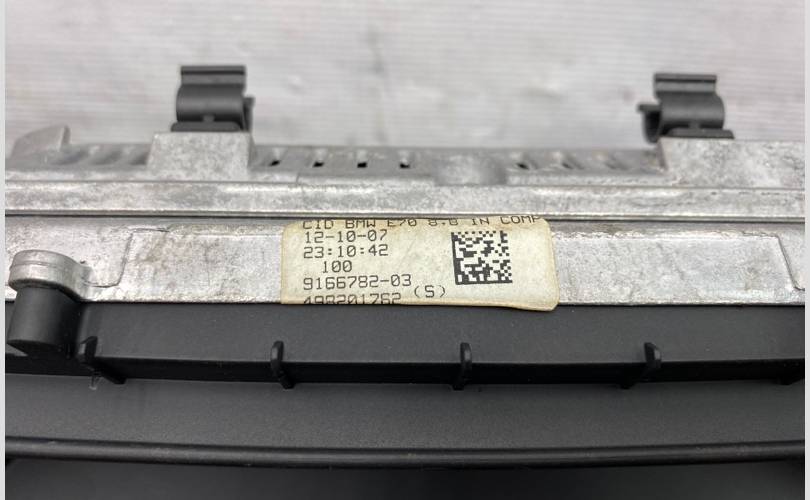 CID BMW E70 8.8 IN COMP
12-10-07
23:10:42
100
9166782-03
498201762 (S)